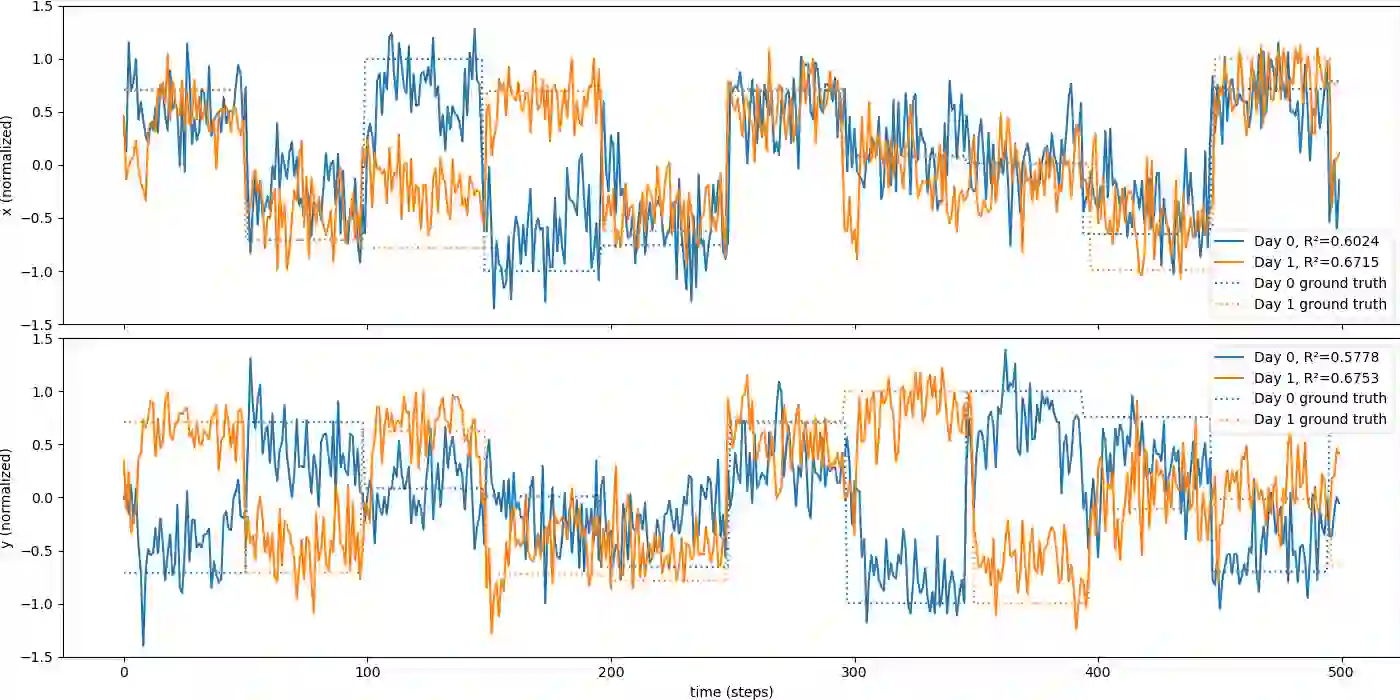 1.5
1.0
0.5
0.0
−0.5
−1.0
−1.5
x (normalized)
Day 0, R²=0.6024
Day 1, R²=0.6715
Day 0 ground truth
Day 1 ground truth
1.5
1.0
0.5
0.0
−0.5
−1.0
−1.5
y (normalized)
Day 0, R²=0.5778
Day 1, R²=0.6753
Day 0 ground truth
Day 1 ground truth
0 100 200 300 400 500
time (steps)